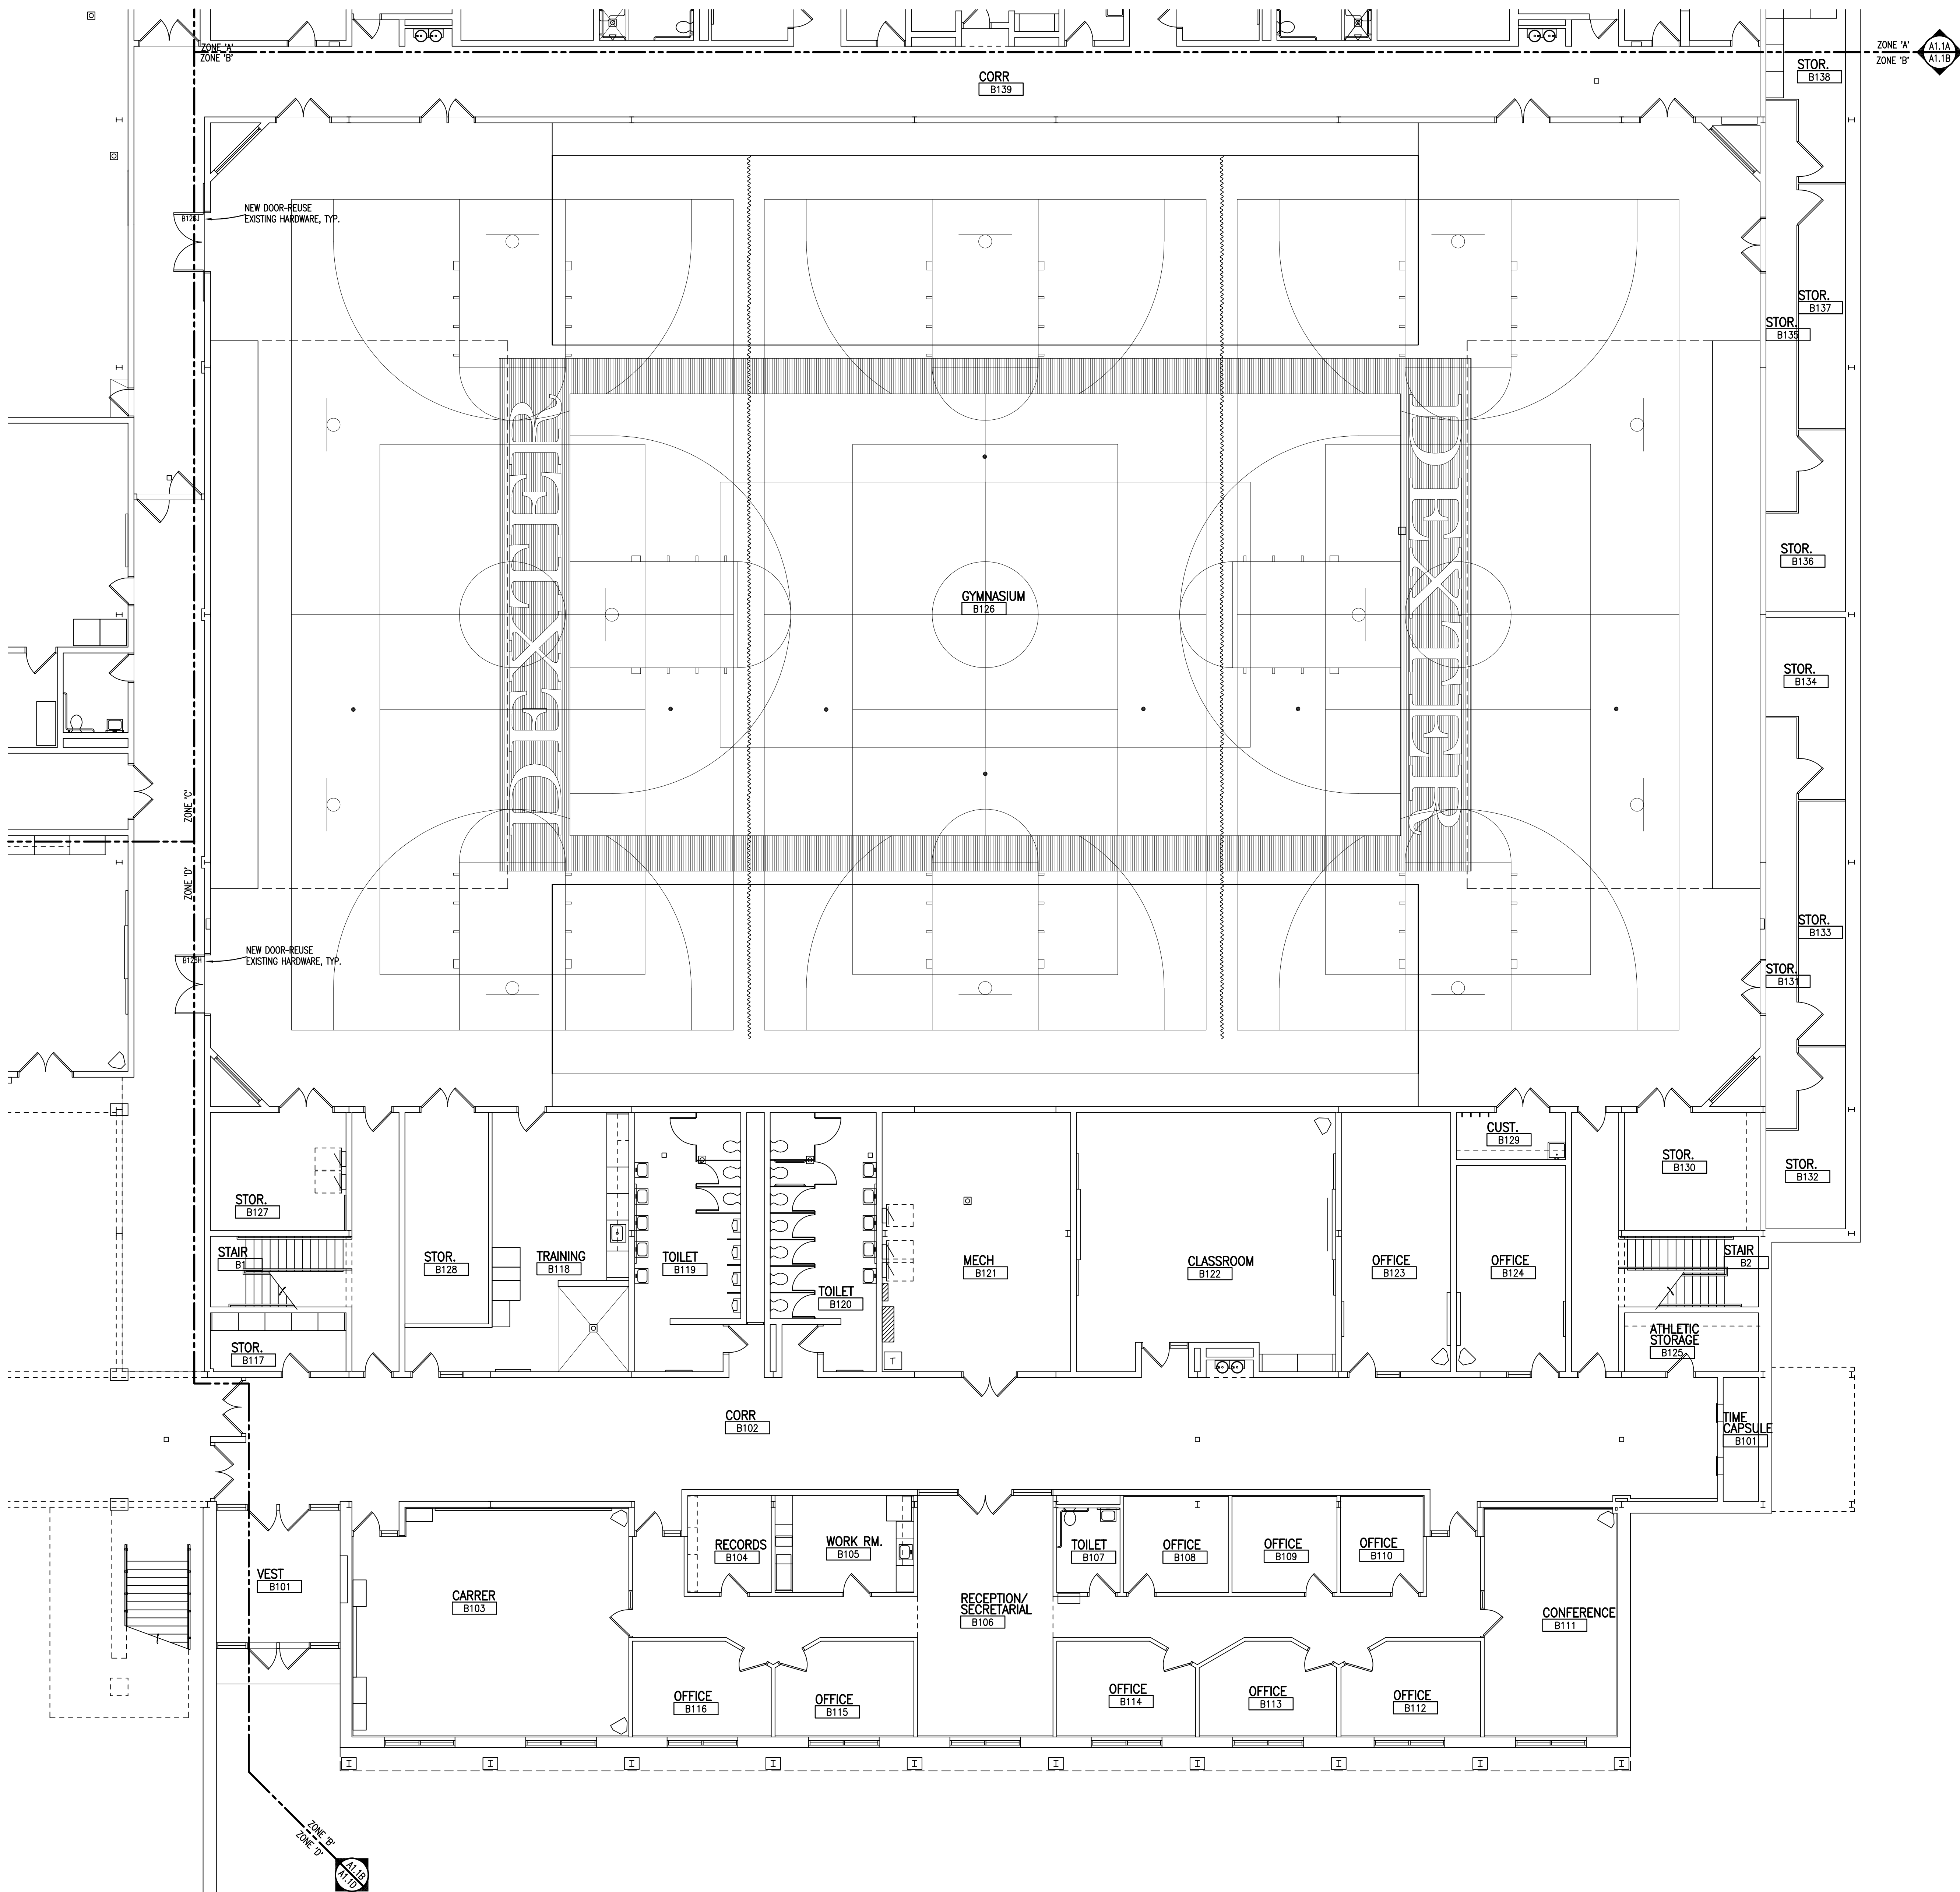 ZONE 'A'
ZONE 'B'
ZONE 'A'
ZONE 'B'
A1.1A
A1.1B
CORR
B139
STOR.
B138
B126J
NEW DOOR-REUSE
EXISTING HARDWARE, TYP.
STOR.
B137
STOR.
B135
DEXTER
DEXTER
STOR.
B136
GYMNASIUM
B126
STOR.
B134
ZONE 'C'
ZONE 'D'
STOR.
B133
NEW DOOR-REUSE
EXISTING HARDWARE, TYP.
B126H
STOR.
B131
CUST.
B129
STOR.
B130
STOR.
B132
STOR.
B127
STAIR
B1
STOR.
B128
TRAINING
B118
TOILET
B119
TOILET
B120
MECH
B121
CLASSROOM
B122
OFFICE
B123
OFFICE
B124
STAIR
B2
ATHLETIC
STORAGE
B125
STOR.
B117
T
CORR
B102
TIME
CAPSULE
B101
VEST
B101
CARRER
B103
RECORDS
B104
WORK RM.
B105
RECEPTION/
SECRETARIAL
B106
TOILET
B107
OFFICE
B108
OFFICE
B109
OFFICE
B110
CONFERENCE
B111
OFFICE
B116
OFFICE
B115
OFFICE
B114
OFFICE
B113
OFFICE
B112
ZONE 'B'
ZONE 'D'
A1.1B
A1.1D